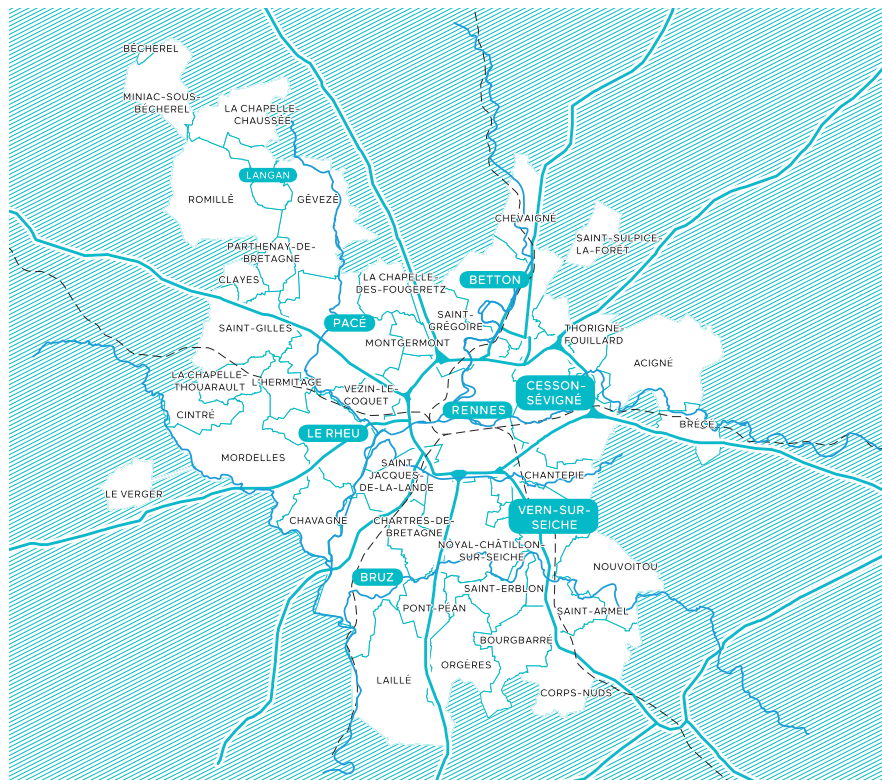 BÉCHEREL
MINIAC-SOUS-
BÉCHEREL
LA CHAPELLE-
CHAUSSÉE
LANGAN
ROMILLÉ
GÉVEZÉ
CHEVAIGNÉ
SAINT-SULPICE-
LA-FORÊT
PARTHENAY-DE-
BRETAGNE
CLAYES
LA CHAPELLE-
DES-FOUGERETZ
BETTON
SAINT-GILLES
PACÉ
SAINT-
GRÉGOIRE
MONTGERMONT
THORIGNÉ-
FOUILLARD
ACIGNÉ
LA CHAPELLE-
THOUARAULT
L'HERMITAGE
VEZIN-LE-
COQUET
CESSON-
SÉVIGNÉ
CINTRÉ
RENNES
BRÉCÉ
LE RHEU
MORDELLES
SAINT
JACQUES-
DE-LA-LANDE
CHANTEPIE
LE VERGER
CHAVAGNE
CHARTRES-DE-
BRETAGNE
VERN-SUR-
SEICHE
NOYAL-CHÂTILLON-
SUR-SEICHE
NOUVOITOU
BRUZ
SAINT-ERBLON
PONT-PÉAN
SAINT-ARMEL
BOURGBARRÉ
ORGÈRES
LAILLÉ
CORPS-NUDS